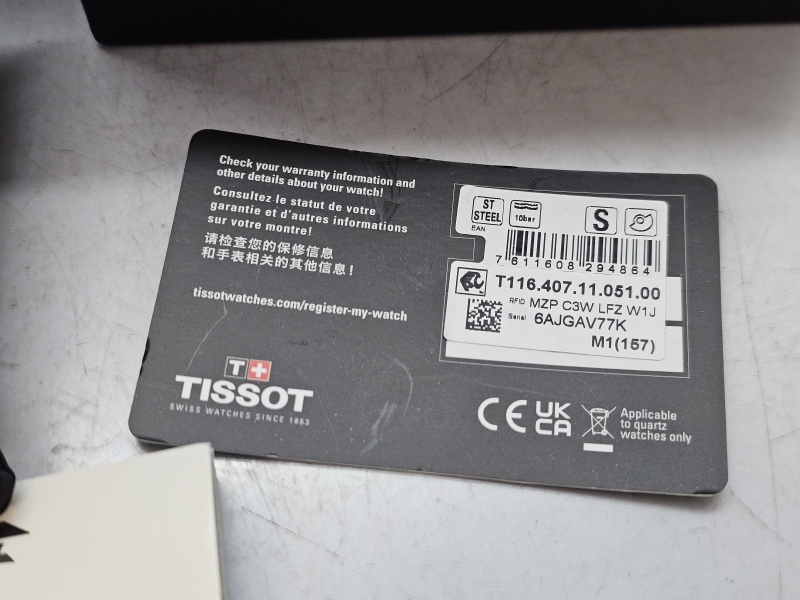 Check your warranty information and
other details about your watch!
Consultez le statut de votre
garantie et d'autres informations
sur votre montre!
请检查您的保修信息
和手表相关的其他信息!
tissotwatches.com/register-my-watch
T+
TISSOT
SWISS WATCHES SINCE 1853
ST
STEEL
10bar
S
EAN
7 611608 294864
T116.407.11.051.00
RFID MZP C3W LFZ W1J
Serial 6AJGAV77K
M1(157)
CE
UK
CA
Applicable
to quartz
watches only